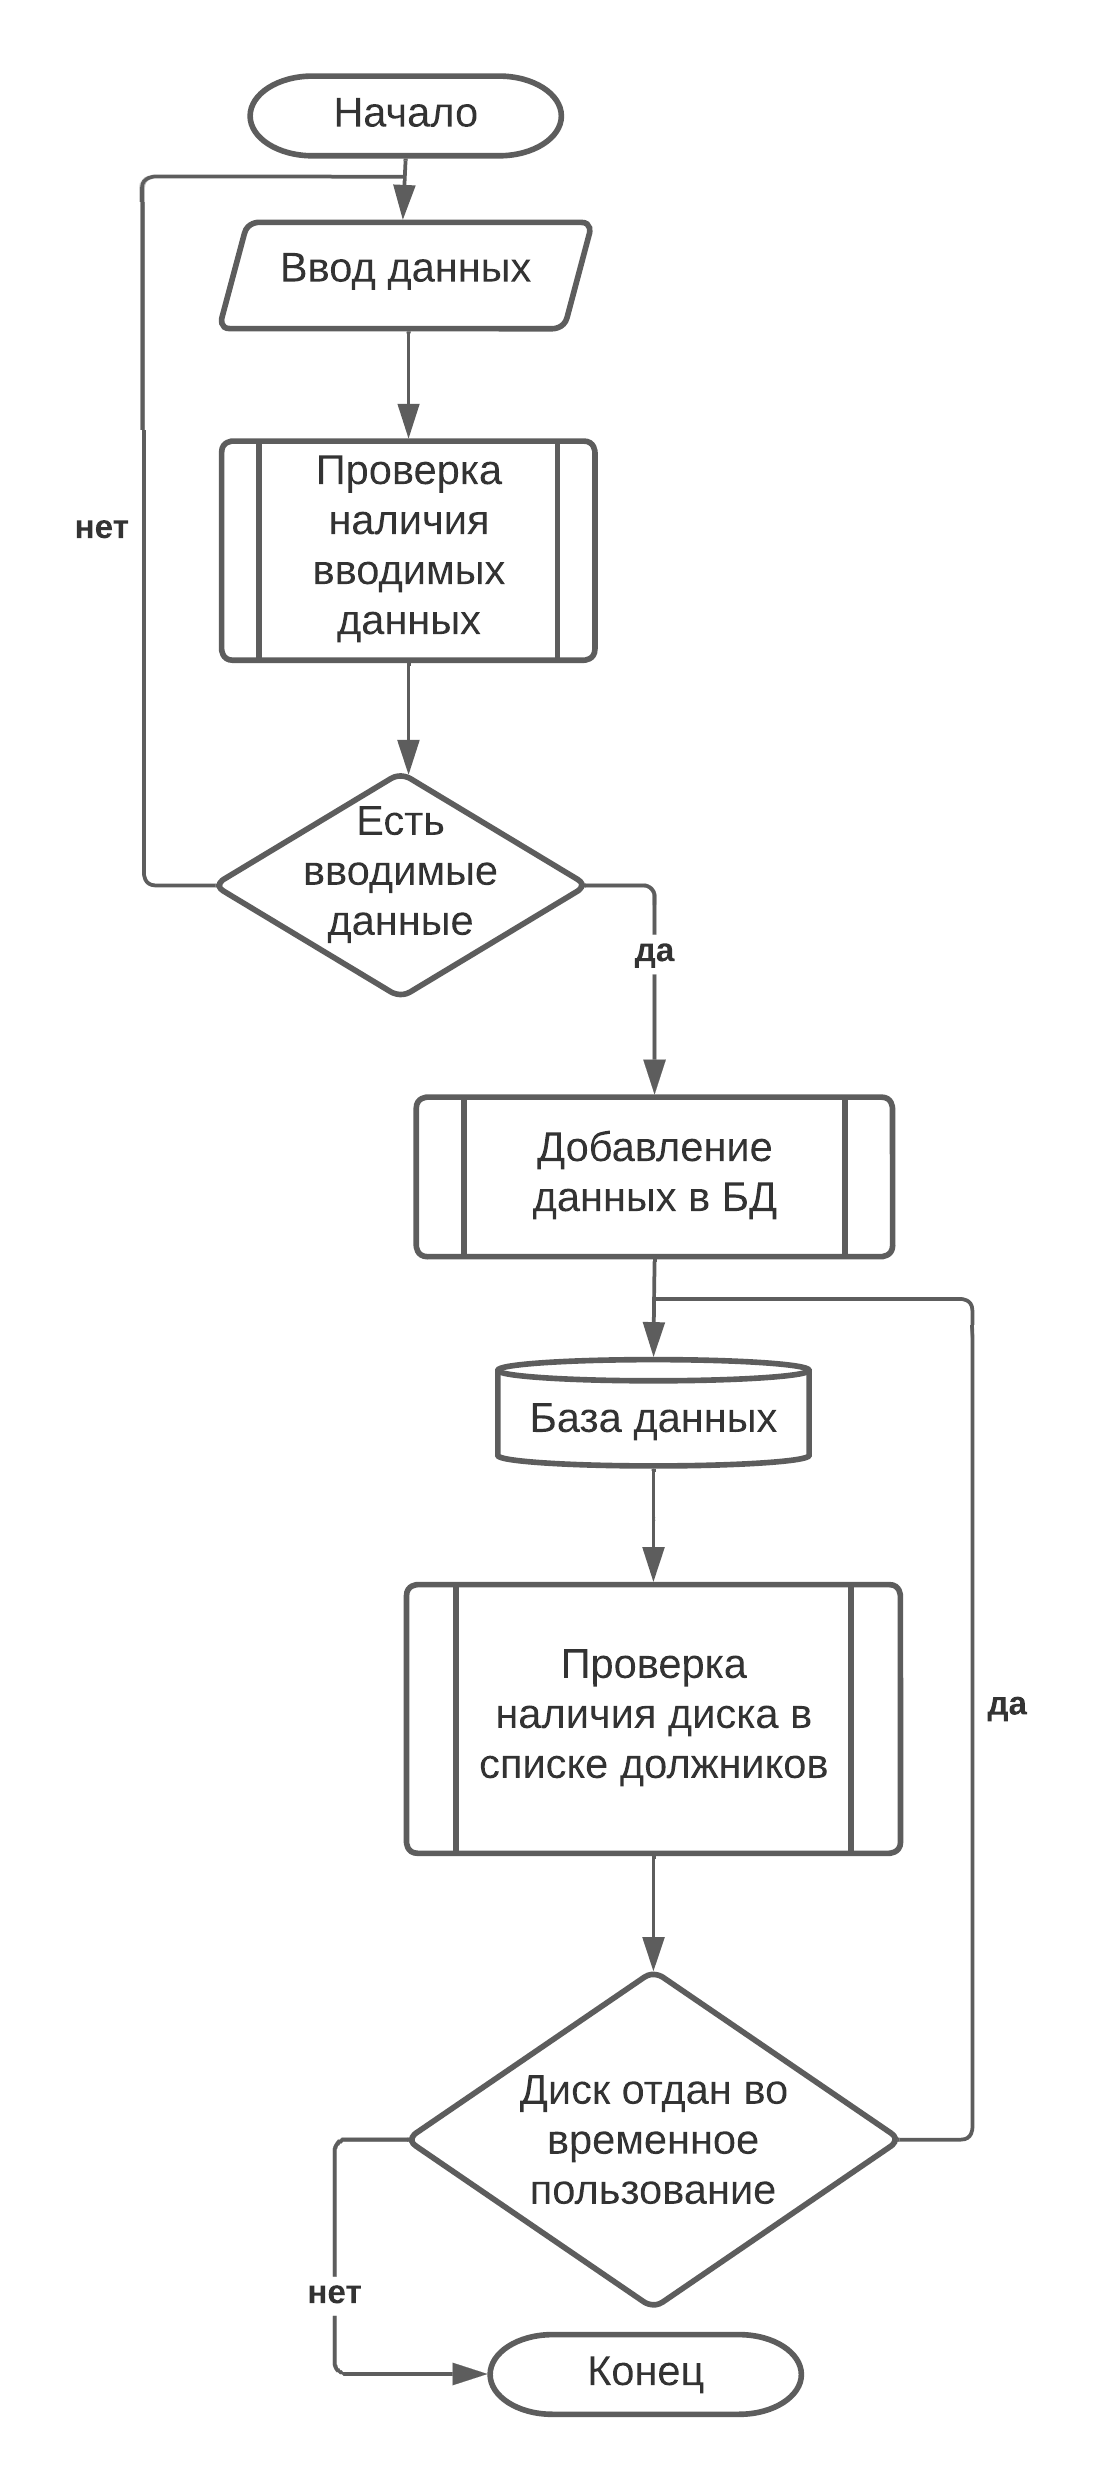 Начало
Ввод данных
Проверка
наличия
вводимых
данных
нет
Есть
вводимые
данные
да
Добавление
данных в БД
База данных
Проверка
наличия диска в
списке должников
да
Диск отдан во
временное
пользование
нет
Конец